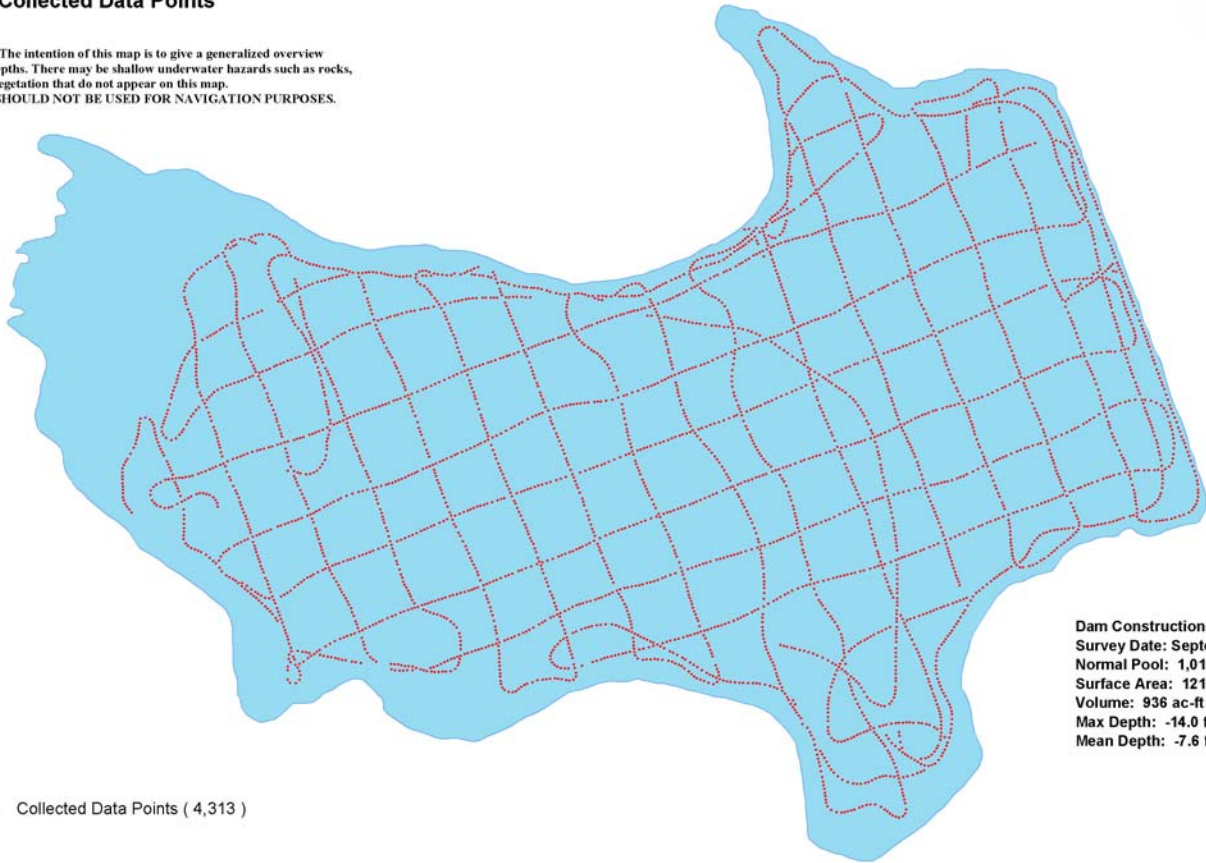 Collected Data Points
The intention of this map is to give a generalized overview
pths. There may be shallow underwater hazards such as rocks,
egetation that do not appear on this map.
SHOULD NOT BE USED FOR NAVIGATION PURPOSES.
Dam Construction
Survey Date: Septe
Normal Pool: 1,01
Surface Area: 121
Volume: 936 ac-ft
Max Depth: -14.0 f
Mean Depth: -7.6 f
Collected Data Points ( 4,313 )